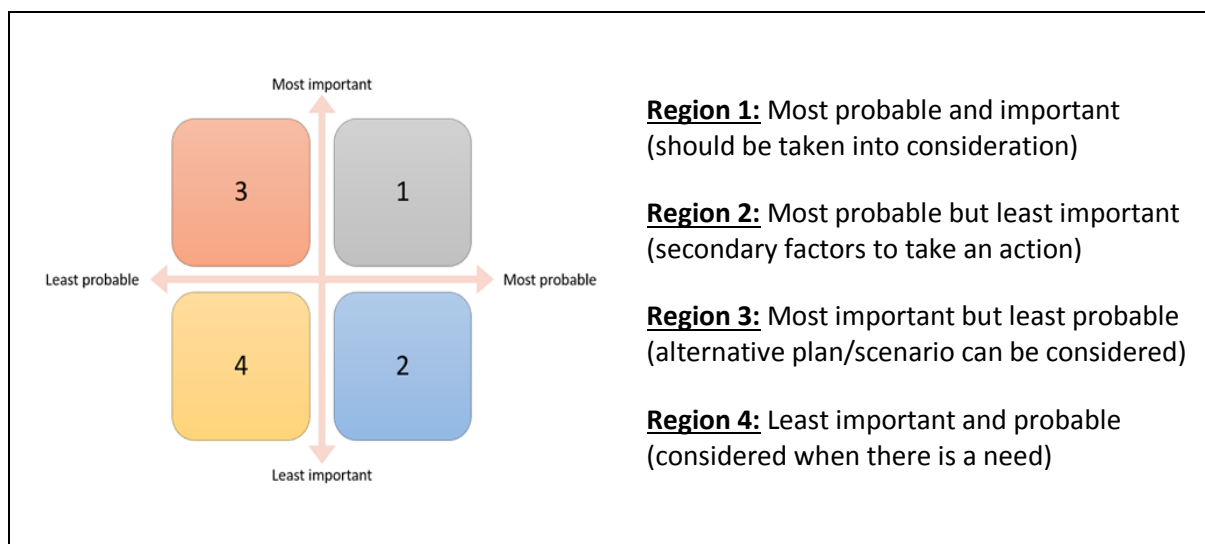 Most important
3
1
Least probable
Most probable
4
2
Least important
Region 1: Most probable and important
(should be taken into consideration)
Region 2: Most probable but least important
(secondary factors to take an action)
Region 3: Most important but least probable
(alternative plan/scenario can be considered)
Region 4: Least important and probable
(considered when there is a need)